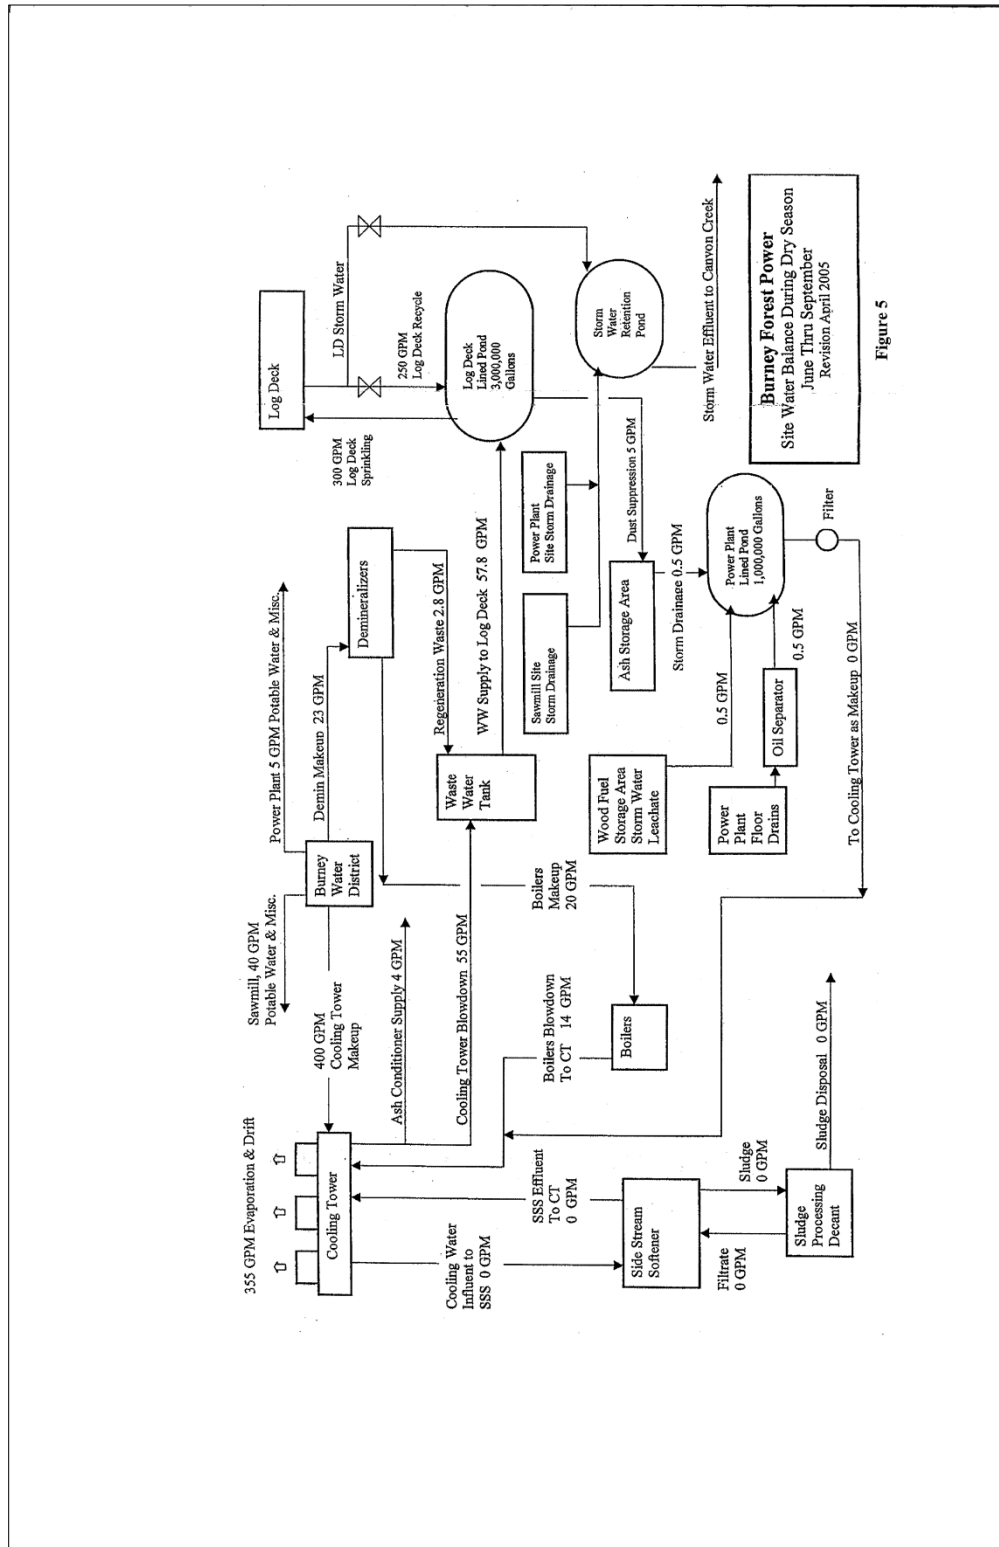 355 GPM Evaporation & Drift
Cooling Tower
Sawmill, 40 GPM
Potable Water & Misc.
400 GPM
Cooling Tower
Makeup
Burney
Water
District
Power Plant 5 GPM Potable Water & Misc.
Demin Makeup 23 GPM
Demineralizers
300 GPM
Log Deck
Sprinkling
Log Deck
LD Storm Water
250 GPM
Log Deck Recycle
Ash Conditioner Supply 4 GPM
Cooling Tower Blowdown 55 GPM
Regeneration Waste 2.8 GPM
Waste
Water
Tank
WW Supply to Log Deck 57.8 GPM
Log Deck
Lined Pond
3,000,000
Gallons
Cooling Water
Influent to
SSS 0 GPM
SSS Effluent
To CT
0 GPM
Boilers Blowdown
To CT 14 GPM
Boilers
Makeup
20 GPM
Boilers
Sawmill Site
Storm Drainage
Power Plant
Site Storm Drainage
Storm
Water
Retention
Pond
Dust Suppression 5 GPM
Ash Storage Area
Storm Drainage 0.5 GPM
Storm Water Effluent to Canyon Creek
Side Stream
Softener
Filtrate
0 GPM
Sludge
0 GPM
Sludge
Processing
Decant
Sludge Disposal 0 GPM
Wood Fuel
Storage Area
Storm Water
Leachate
0.5 GPM
Power
Plant
Floor
Drains
Oil Separator
0.5 GPM
Power Plant
Lined Pond
1,000,000 Gallons
Filter
To Cooling Tower as Makeup 0 GPM
Burney Forest Power
Site Water Balance During Dry Season
June Thru September
Revision April 2005
Figure 5